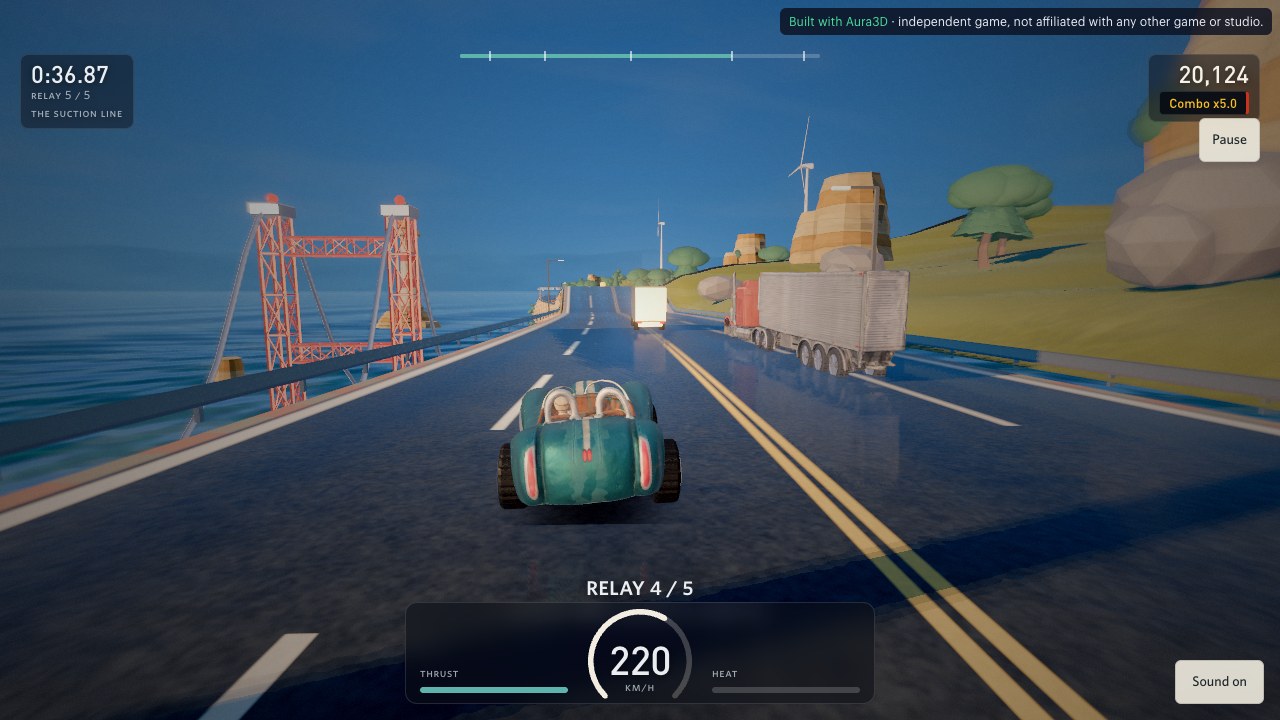 Built with Aura3D · independent game, not affiliated with any other game or studio.
0:36.87
RELAY 5 / 5
THE SUCTION LINE
20,124
Combo x5.0
Pause
RELAY 4 / 5
THRUST
220
KM/H
HEAT
Sound on